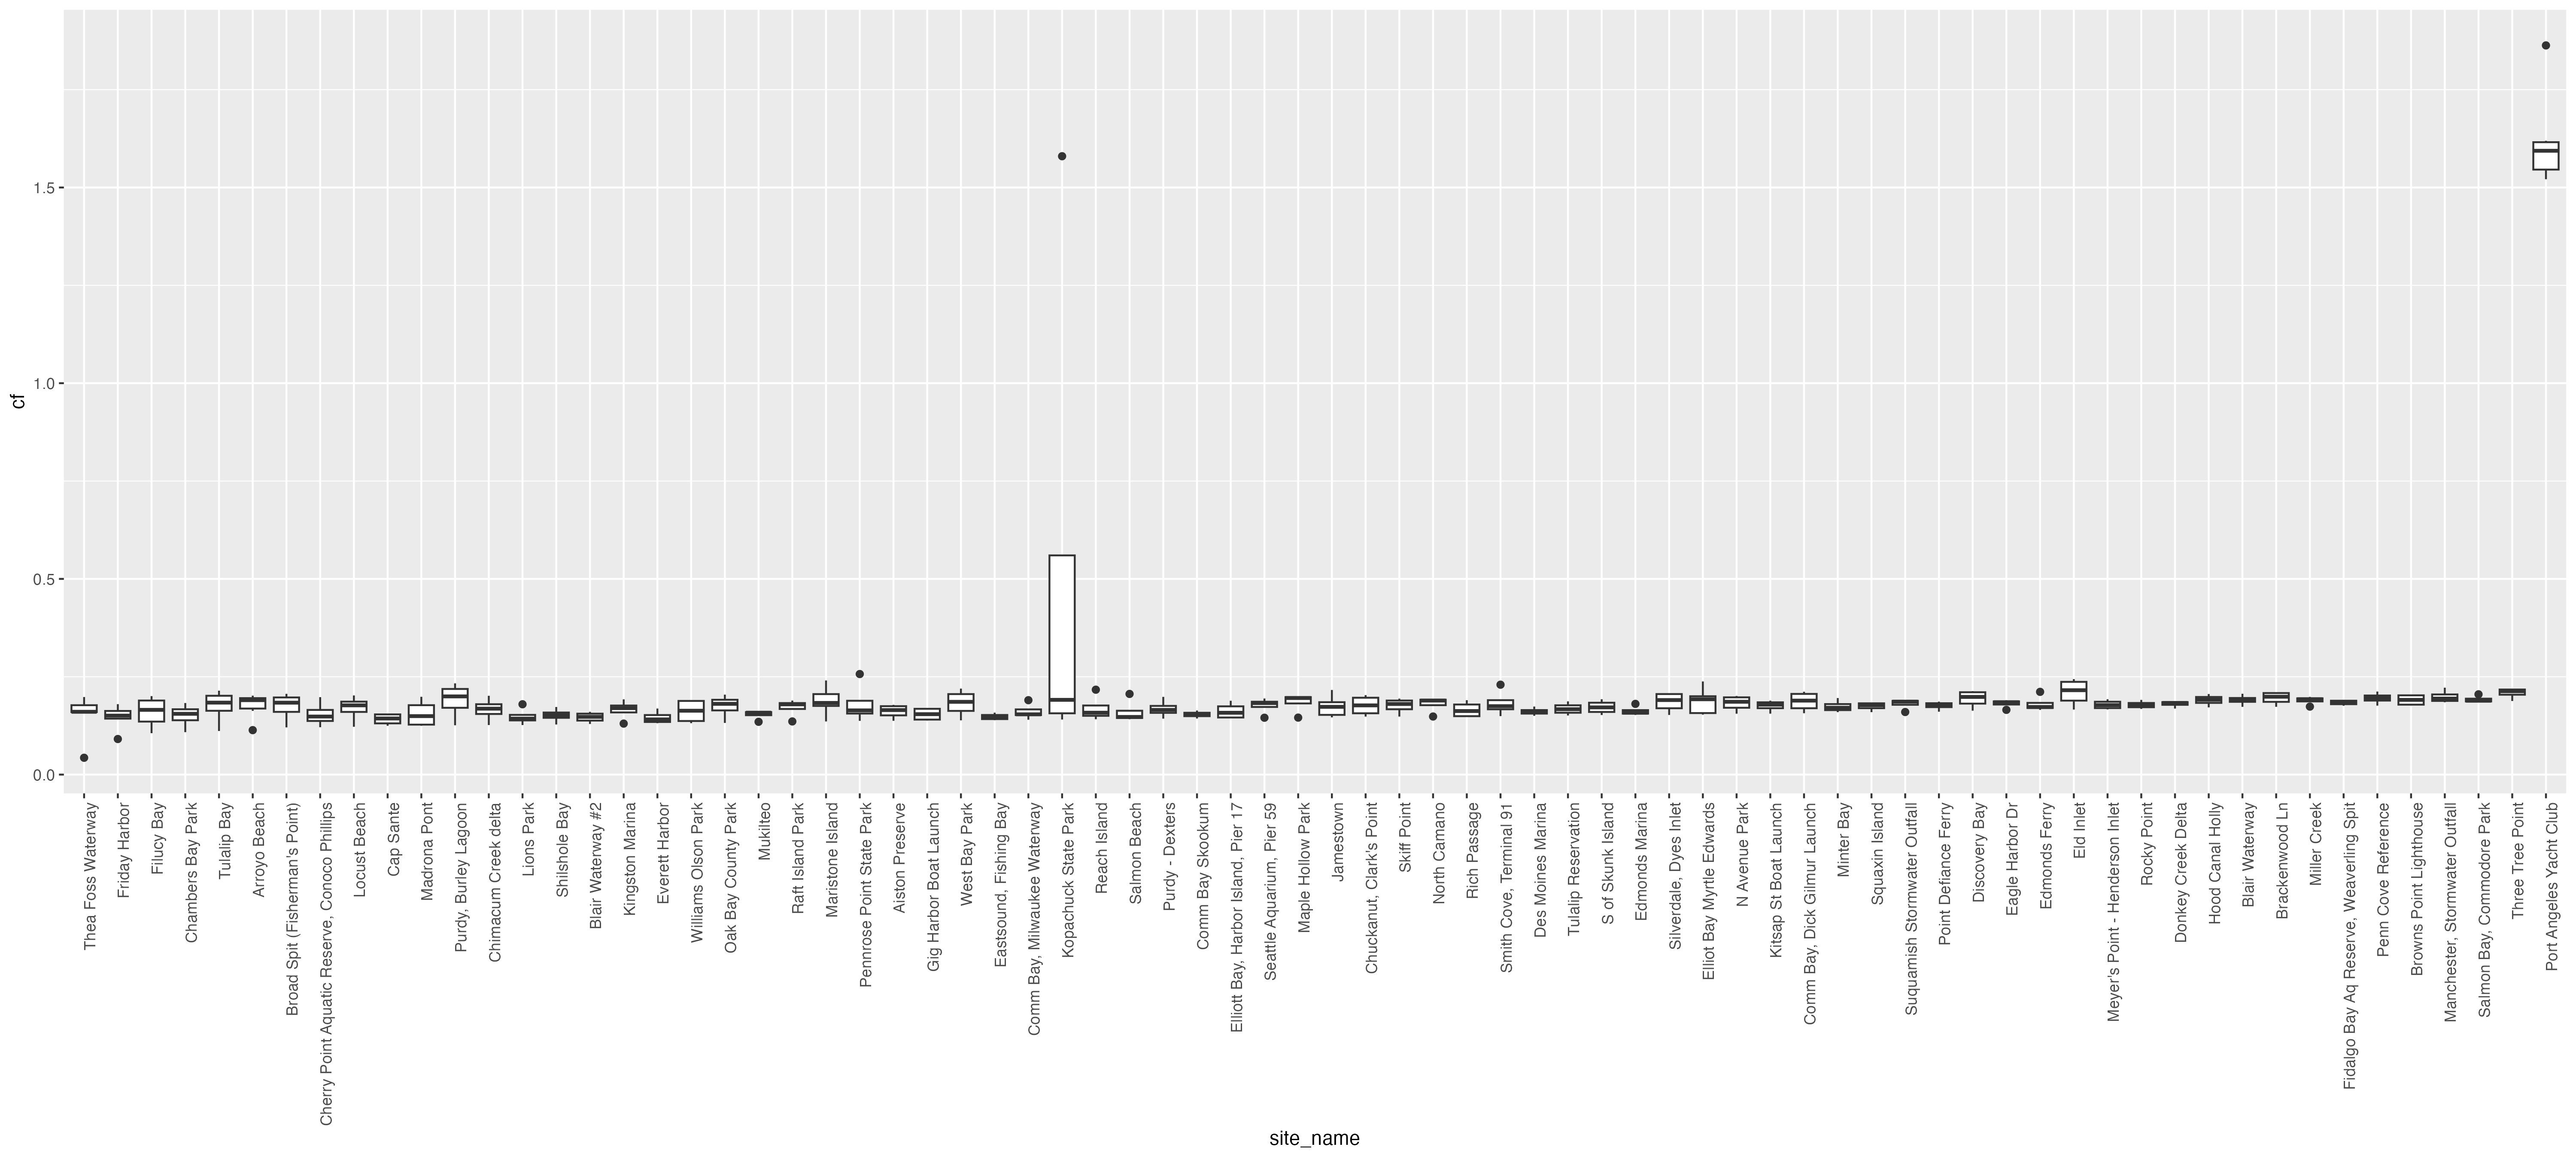 cf
1.5
1.0
0.5
0.0
Thea Foss Waterway
Friday Harbor
Filucy Bay
Chambers Bay Park
Tulalip Bay
Arroyo Beach
Broad Spit (Fisherman's Point)
Cherry Point Aquatic Reserve, Conoco Phillips
Locust Beach
Cap Sante
Madrona Pont
Purdy, Burley Lagoon
Chimacum Creek delta
Lions Park
Shilshole Bay
Blair Waterway #2
Kingston Marina
Everett Harbor
Williams Olson Park
Oak Bay County Park
Mukilteo
Raft Island Park
Maristone Island
Pennrose Point State Park
Aiston Preserve
Gig Harbor Boat Launch
West Bay Park
Eastsound, Fishing Bay
Comm Bay, Milwaukee Waterway
Kopachuck State Park
Reach Island
Salmon Beach
Purdy - Dexters
Comm Bay Skookum
Elliott Bay, Harbor Island, Pier 17
Seattle Aquarium, Pier 59
Maple Hollow Park
Jamestown
Chuckanut, Clark's Point
Skiff Point
North Camano
Rich Passage
Smith Cove, Terminal 91
Des Moines Marina
Tulalip Reservation
S of Skunk Island
Edmonds Marina
Silverdale, Dyes Inlet
Elliot Bay Myrtle Edwards
N Avenue Park
Kitsap St Boat Launch
Comm Bay, Dick Gilmur Launch
Minter Bay
Squaxin Island
Suquamish Stormwater Outfall
Point Defiance Ferry
Discovery Bay
Eagle Harbor Dr
Edmonds Ferry
Eld Inlet
Meyer's Point - Henderson Inlet
Rocky Point
Donkey Creek Delta
Hood Canal Holly
Blair Waterway
Brackenwood Ln
Miller Creek
Fidalgo Bay Aq Reserve, Weaverling Spit
Penn Cove Reference
Browns Point Lighthouse
Manchester, Stormwater Outfall
Salmon Bay, Commodore Park
Three Tree Point
Port Angeles Yacht Club
site_name